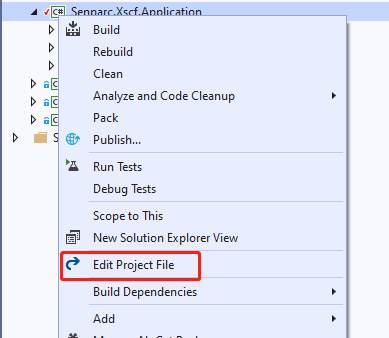 Senparc.Xscf.Application
Build
Rebuild
Clean
Analyze and Code Cleanup
Pack
Publish...
Run Tests
Debug Tests
Scope to This
New Solution Explorer View
Edit Project File
Build Dependencies
Add